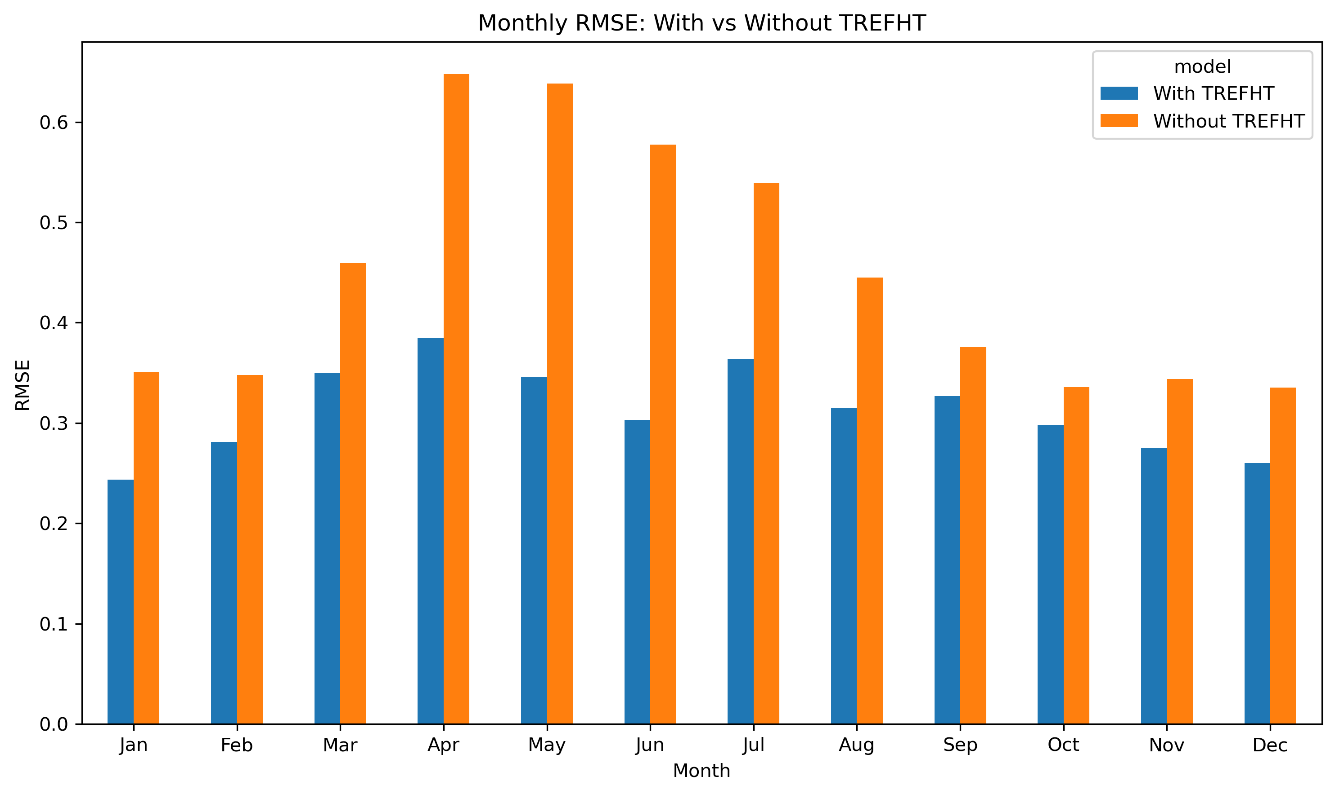 Monthly RMSE: With vs Without TREFHT
model
With TREFHT
Without TREFHT
RMSE
0.6
0.5
0.4
0.3
0.2
0.1
0.0
Jan Feb Mar Apr May Jun Jul Aug Sep Oct Nov Dec
Month